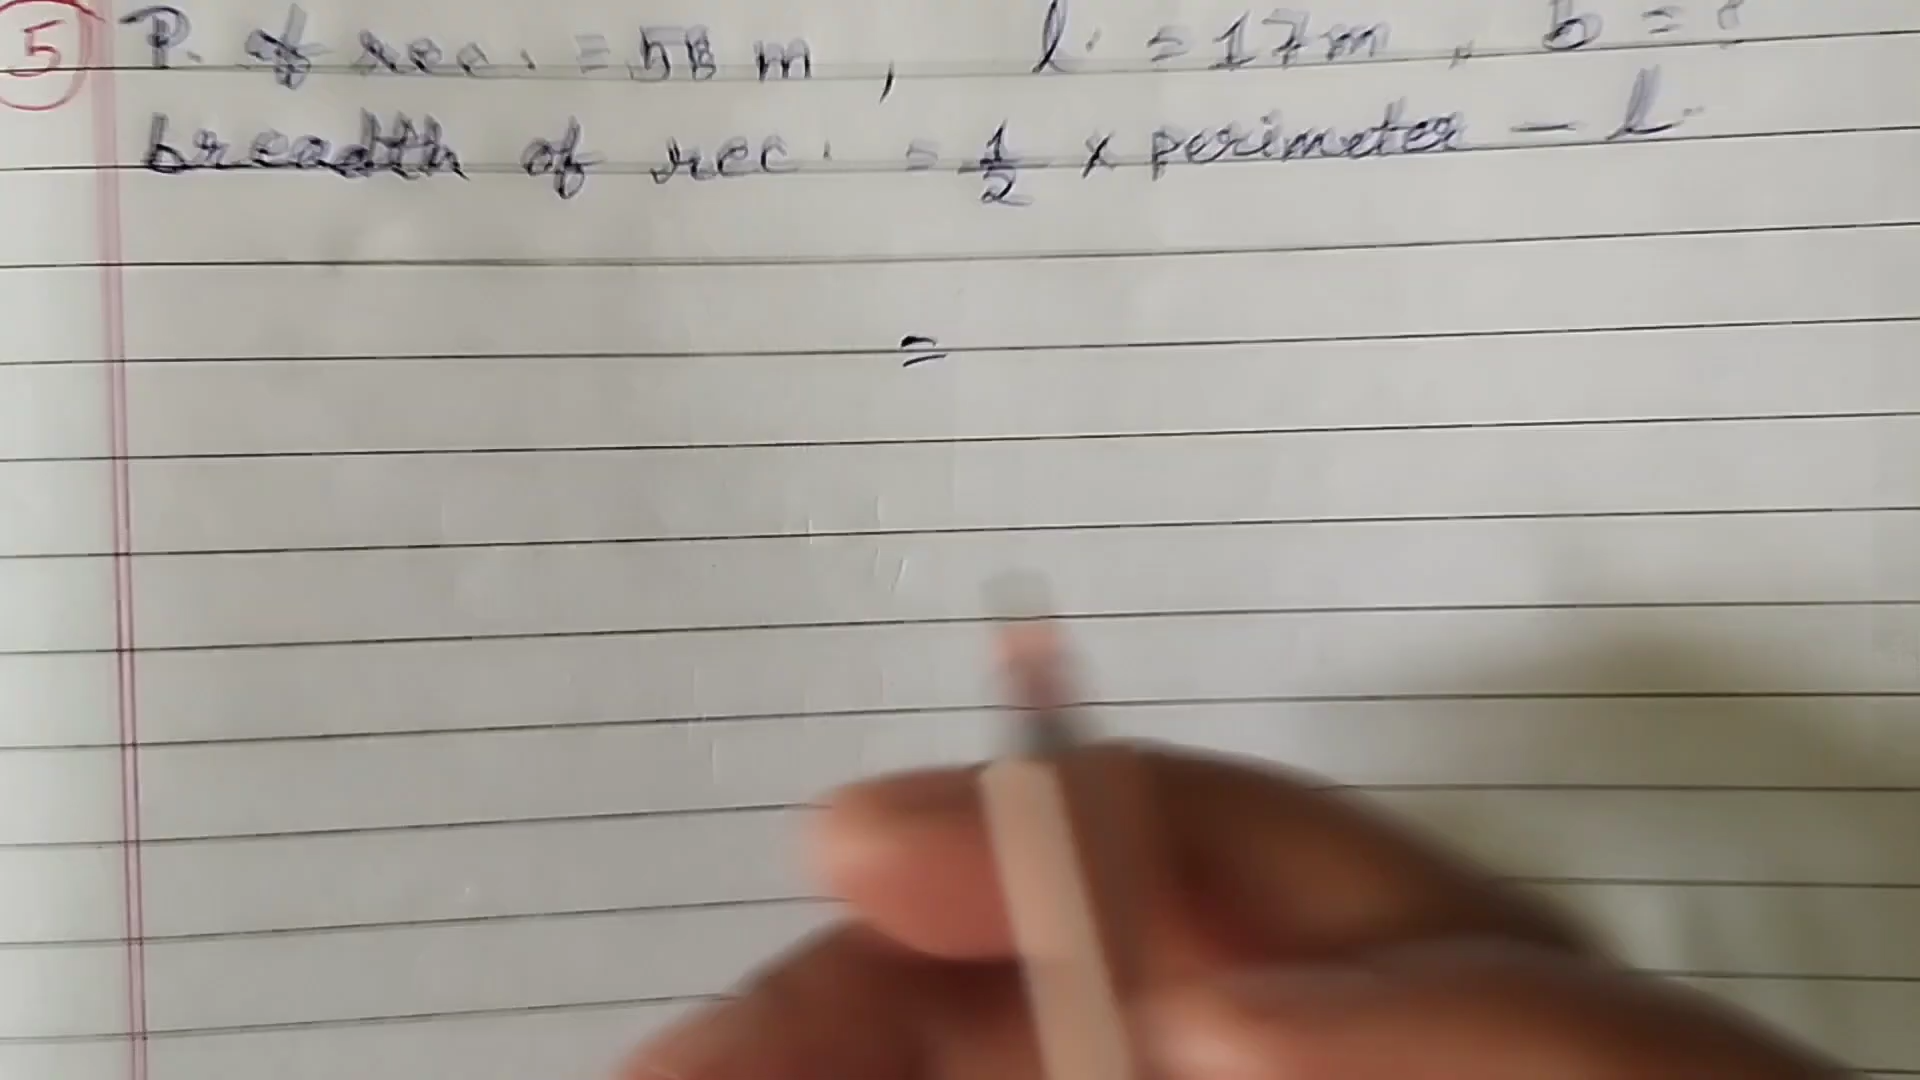 5 P. of rec. = 58 m, l. = 17m, b = ?
breadth of rec. = 1/2 x perimeter - l.
=